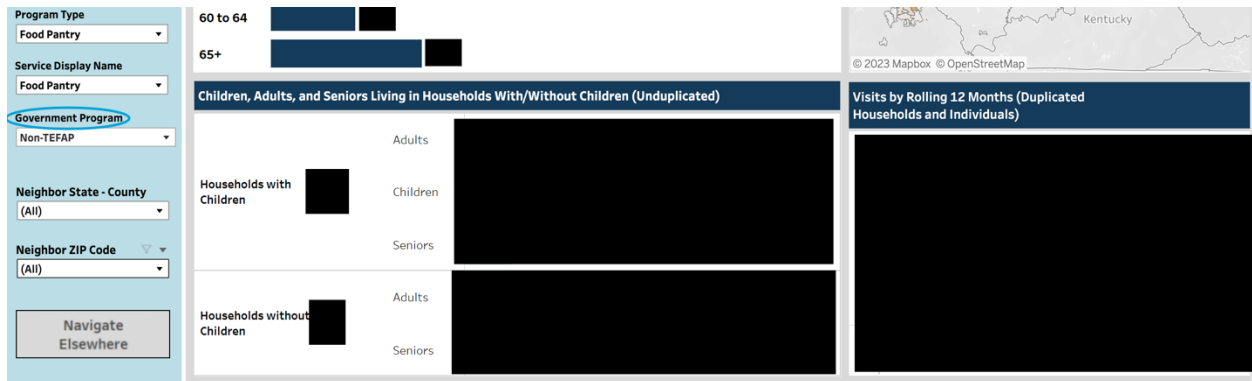 Program Type
Food Pantry
Service Display Name
Food Pantry
Government Program
Non-TEFAP
Neighbor State - County
(All)
Neighbor ZIP Code
(All)
Navigate
Elsewhere
60 to 64
65+
Children, Adults, and Seniors Living in Households With/Without Children (Unduplicated)
Households with
Children
Adults
Children
Seniors
Households without
Children
Adults
Seniors
Kentucky
© 2023 Mapbox © OpenStreetMap
Visits by Rolling 12 Months (Duplicated
Households and Individuals)